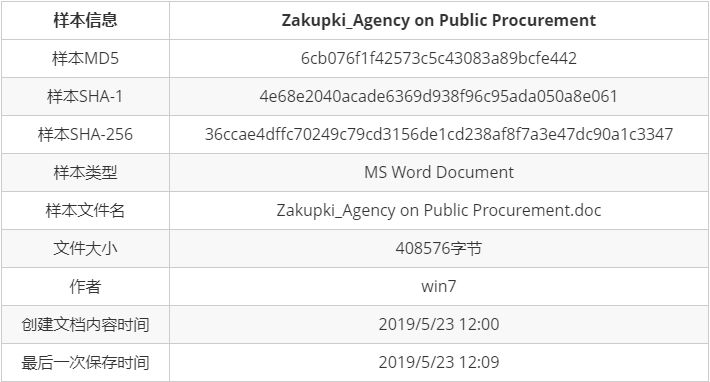 样本信息 Zakupki_Agency on Public Procurement
样本MD5 6cb076f1f42573c5c43083a89bcfe442
样本SHA-1 4e68e2040acade6369d938f96c95ada050a8e061
样本SHA-256 36ccae4dffc70249c79cd3156de1cd238af8f7a3e47dc90a1c3347
样本类型 MS Word Document
样本文件名 Zakupki_Agency on Public Procurement.doc
文件大小 408576字节
作者 win7
创建文档内容时间 2019/5/23 12:00
最后一次保存时间 2019/5/23 12:09